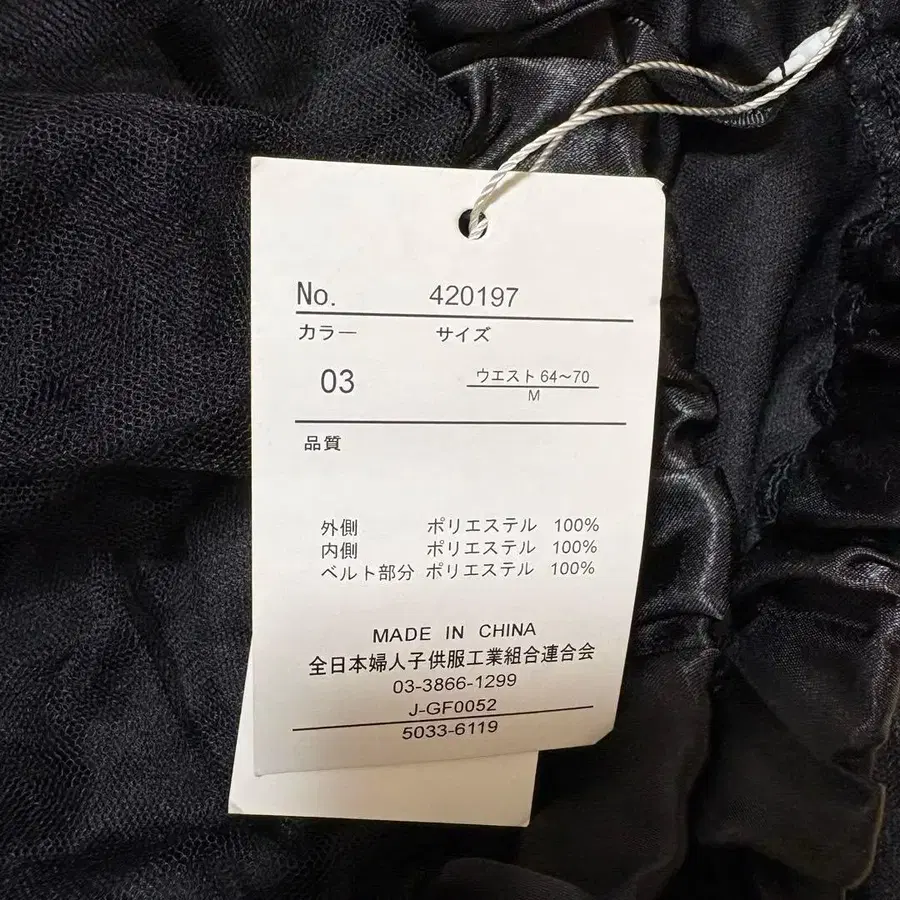 No. 420197
カラー サイズ
03 ウエスト 64〜70
M
品質
外側 ポリエステル 100%
内側 ポリエステル 100%
ベルト部分 ポリエステル 100%
MADE IN CHINA
全日本婦人子供服工業組合連合会
03-3866-1299
J-GF0052
5033-6119